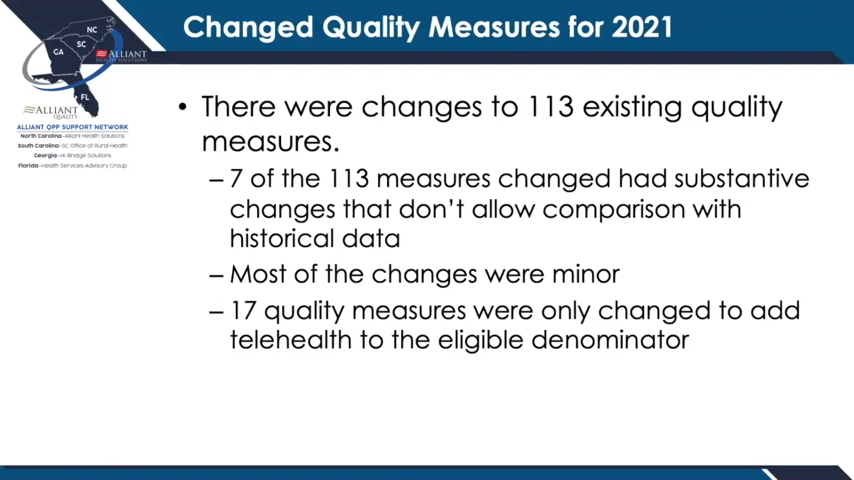 Changed Quality Measures for 2021
NC
SC
GA
ALLIANT
HEALTH SOLUTIONS
FL
ALLIANT
QUALITY
ALLIANT QPP SUPPORT NETWORK
North Carolina-Alliant Health Solutions
South Carolina-SC Office of Rural Health
Georgia-Hi-Bridge Solutions
Florida-Health Services Advisory Group
• There were changes to 113 existing quality
measures.
– 7 of the 113 measures changed had substantive
changes that don't allow comparison with
historical data
– Most of the changes were minor
– 17 quality measures were only changed to add
telehealth to the eligible denominator